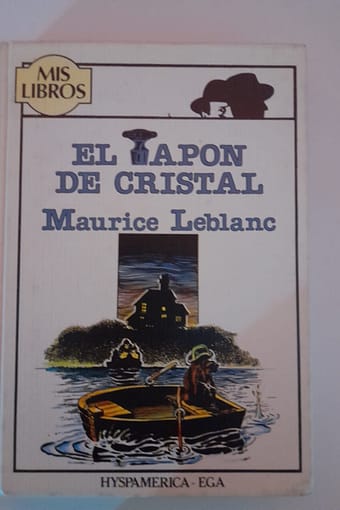 MIS
LIBROS
EL TAPON
DE CRISTAL
Maurice Leblanc
HYSPAMERICA - EGA